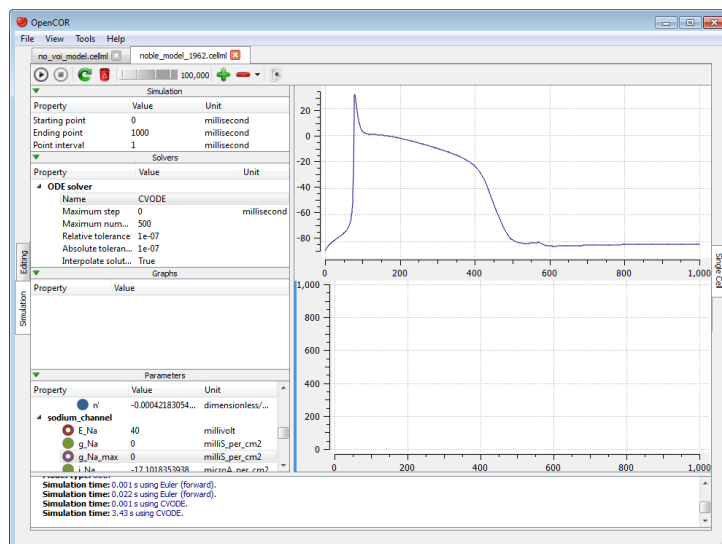 OpenCOR
File View Tools Help
no_voi_model.cellml noble_model_1962.cellml
100,000
Simulation
Property Value Unit
Starting point 0 millisecond
Ending point 1000 millisecond
Point interval 1 millisecond
Solvers
Property Value Unit
ODE solver
Name CVODE
Maximum step 0 millisecond
Maximum num... 500
Relative tolerance 1e-07
Absolute toleran... 1e-07
Interpolate solut... True
Graphs
Property Value
Parameters
Property Value Unit
n' -0.00042183054... dimensionless/...
sodium_channel
E_Na 40 millivolt
g_Na 0 milliS_per_cm2
g_Na_max 0 milliS_per_cm2
i_Na -17.1018353938... microA_per_cm2
Editing
Simulation
20
0
-20
-40
-60
-80
0 200 400 600 800 1,000
1,000
800
600
400
200
0
0 200 400 600 800 1,000
Single Cell
Simulation time: 0.001 s using Euler (forward).
Simulation time: 0.022 s using Euler (forward).
Simulation time: 0.001 s using CVODE.
Simulation time: 3.43 s using CVODE.